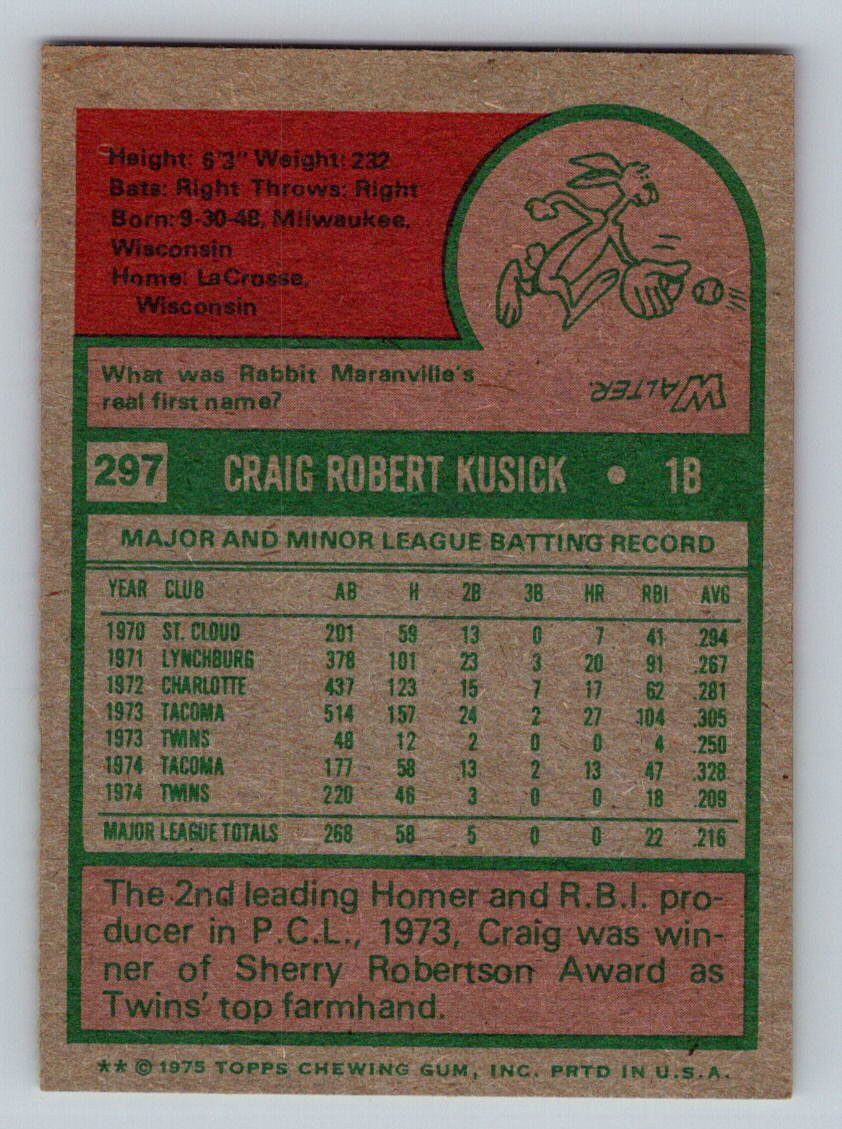 Height: 6'3" Weight: 232
Bats: Right Throws: Right
Born: 9-30-48, Milwaukee,
Wisconsin
Home: LaCrosse,
Wisconsin
What was Rabbit Maranville's
real first name?
WALTER.
297 CRAIG ROBERT KUSICK • 1B
MAJOR AND MINOR LEAGUE BATTING RECORD
YEAR CLUB AB H 2B 3B HR RBI AVG
1970 ST. CLOUD 201 59 13 0 7 41 .294
1971 LYNCHBURG 378 101 23 3 20 91 .267
1972 CHARLOTTE 437 123 15 7 17 62 .281
1973 TACOMA 514 157 24 2 27 104 .305
1973 TWINS 48 12 2 0 0 4 .250
1974 TACOMA 177 58 13 2 13 47 .328
1974 TWINS 220 46 3 0 0 18 .209
MAJOR LEAGUE TOTALS 268 58 5 0 0 22 .216
The 2nd leading Homer and R.B.I. pro-
ducer in P.C.L., 1973, Craig was win-
ner of Sherry Robertson Award as
Twins' top farmhand.
** © 1975 TOPPS CHEWING GUM, INC. PRTD IN U.S.A.